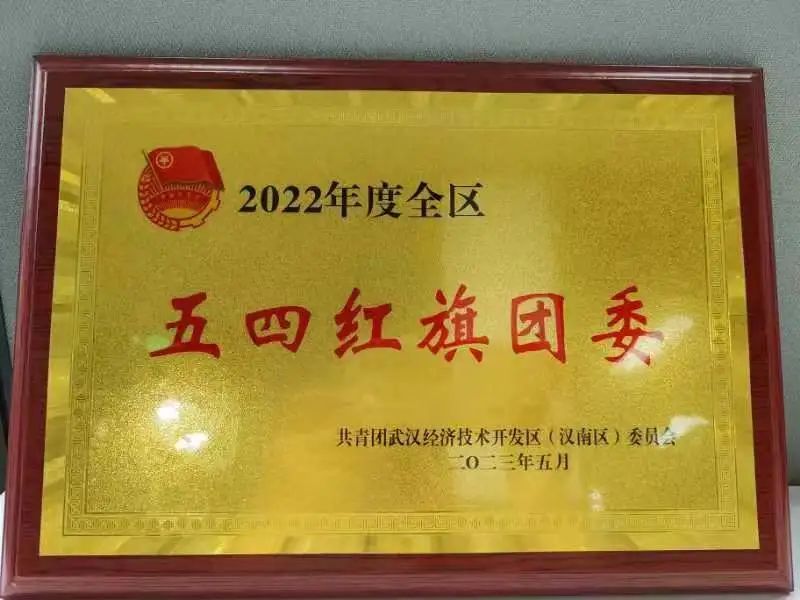 2022年度全区
五四红旗团委
共青团武汉经济技术开发区（汉南区）委员会
二〇二三年五月